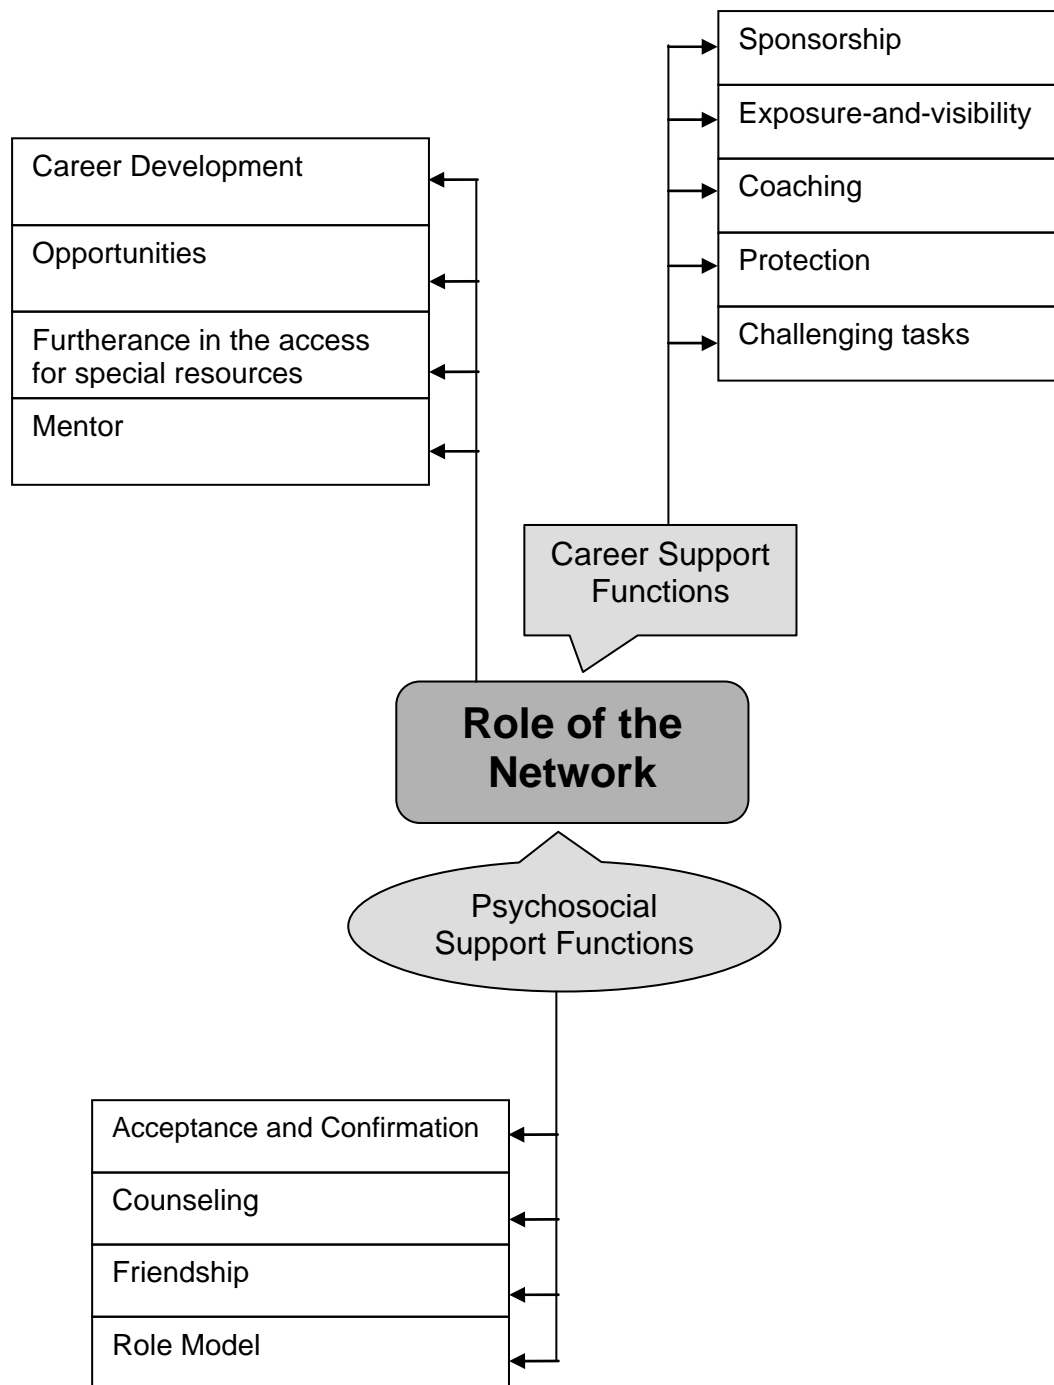 Sponsorship
Exposure-and-visibility
Coaching
Protection
Challenging tasks
Career Development
Opportunities
Furtherance in the access
for special resources
Mentor
Career Support
Functions
Role of the
Network
Psychosocial
Support Functions
Acceptance and Confirmation
Counseling
Friendship
Role Model